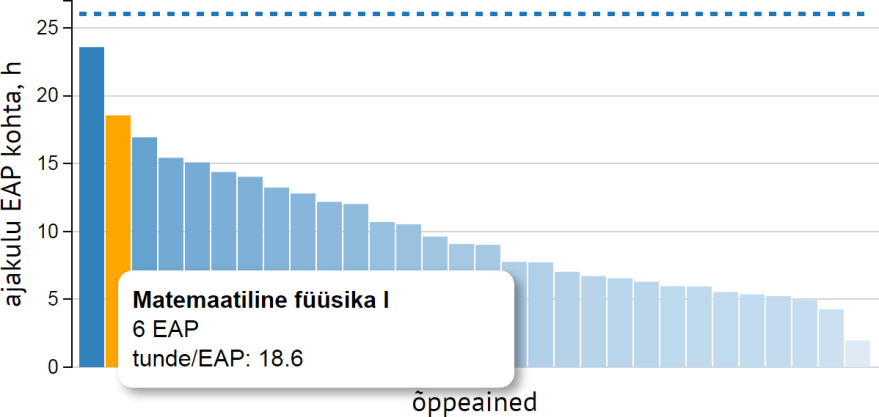 ajakulu EAP kohta, h
25
20
15
10
5
0
Matemaatiline füüsika I
6 EAP
tunde/EAP: 18.6
õppeained